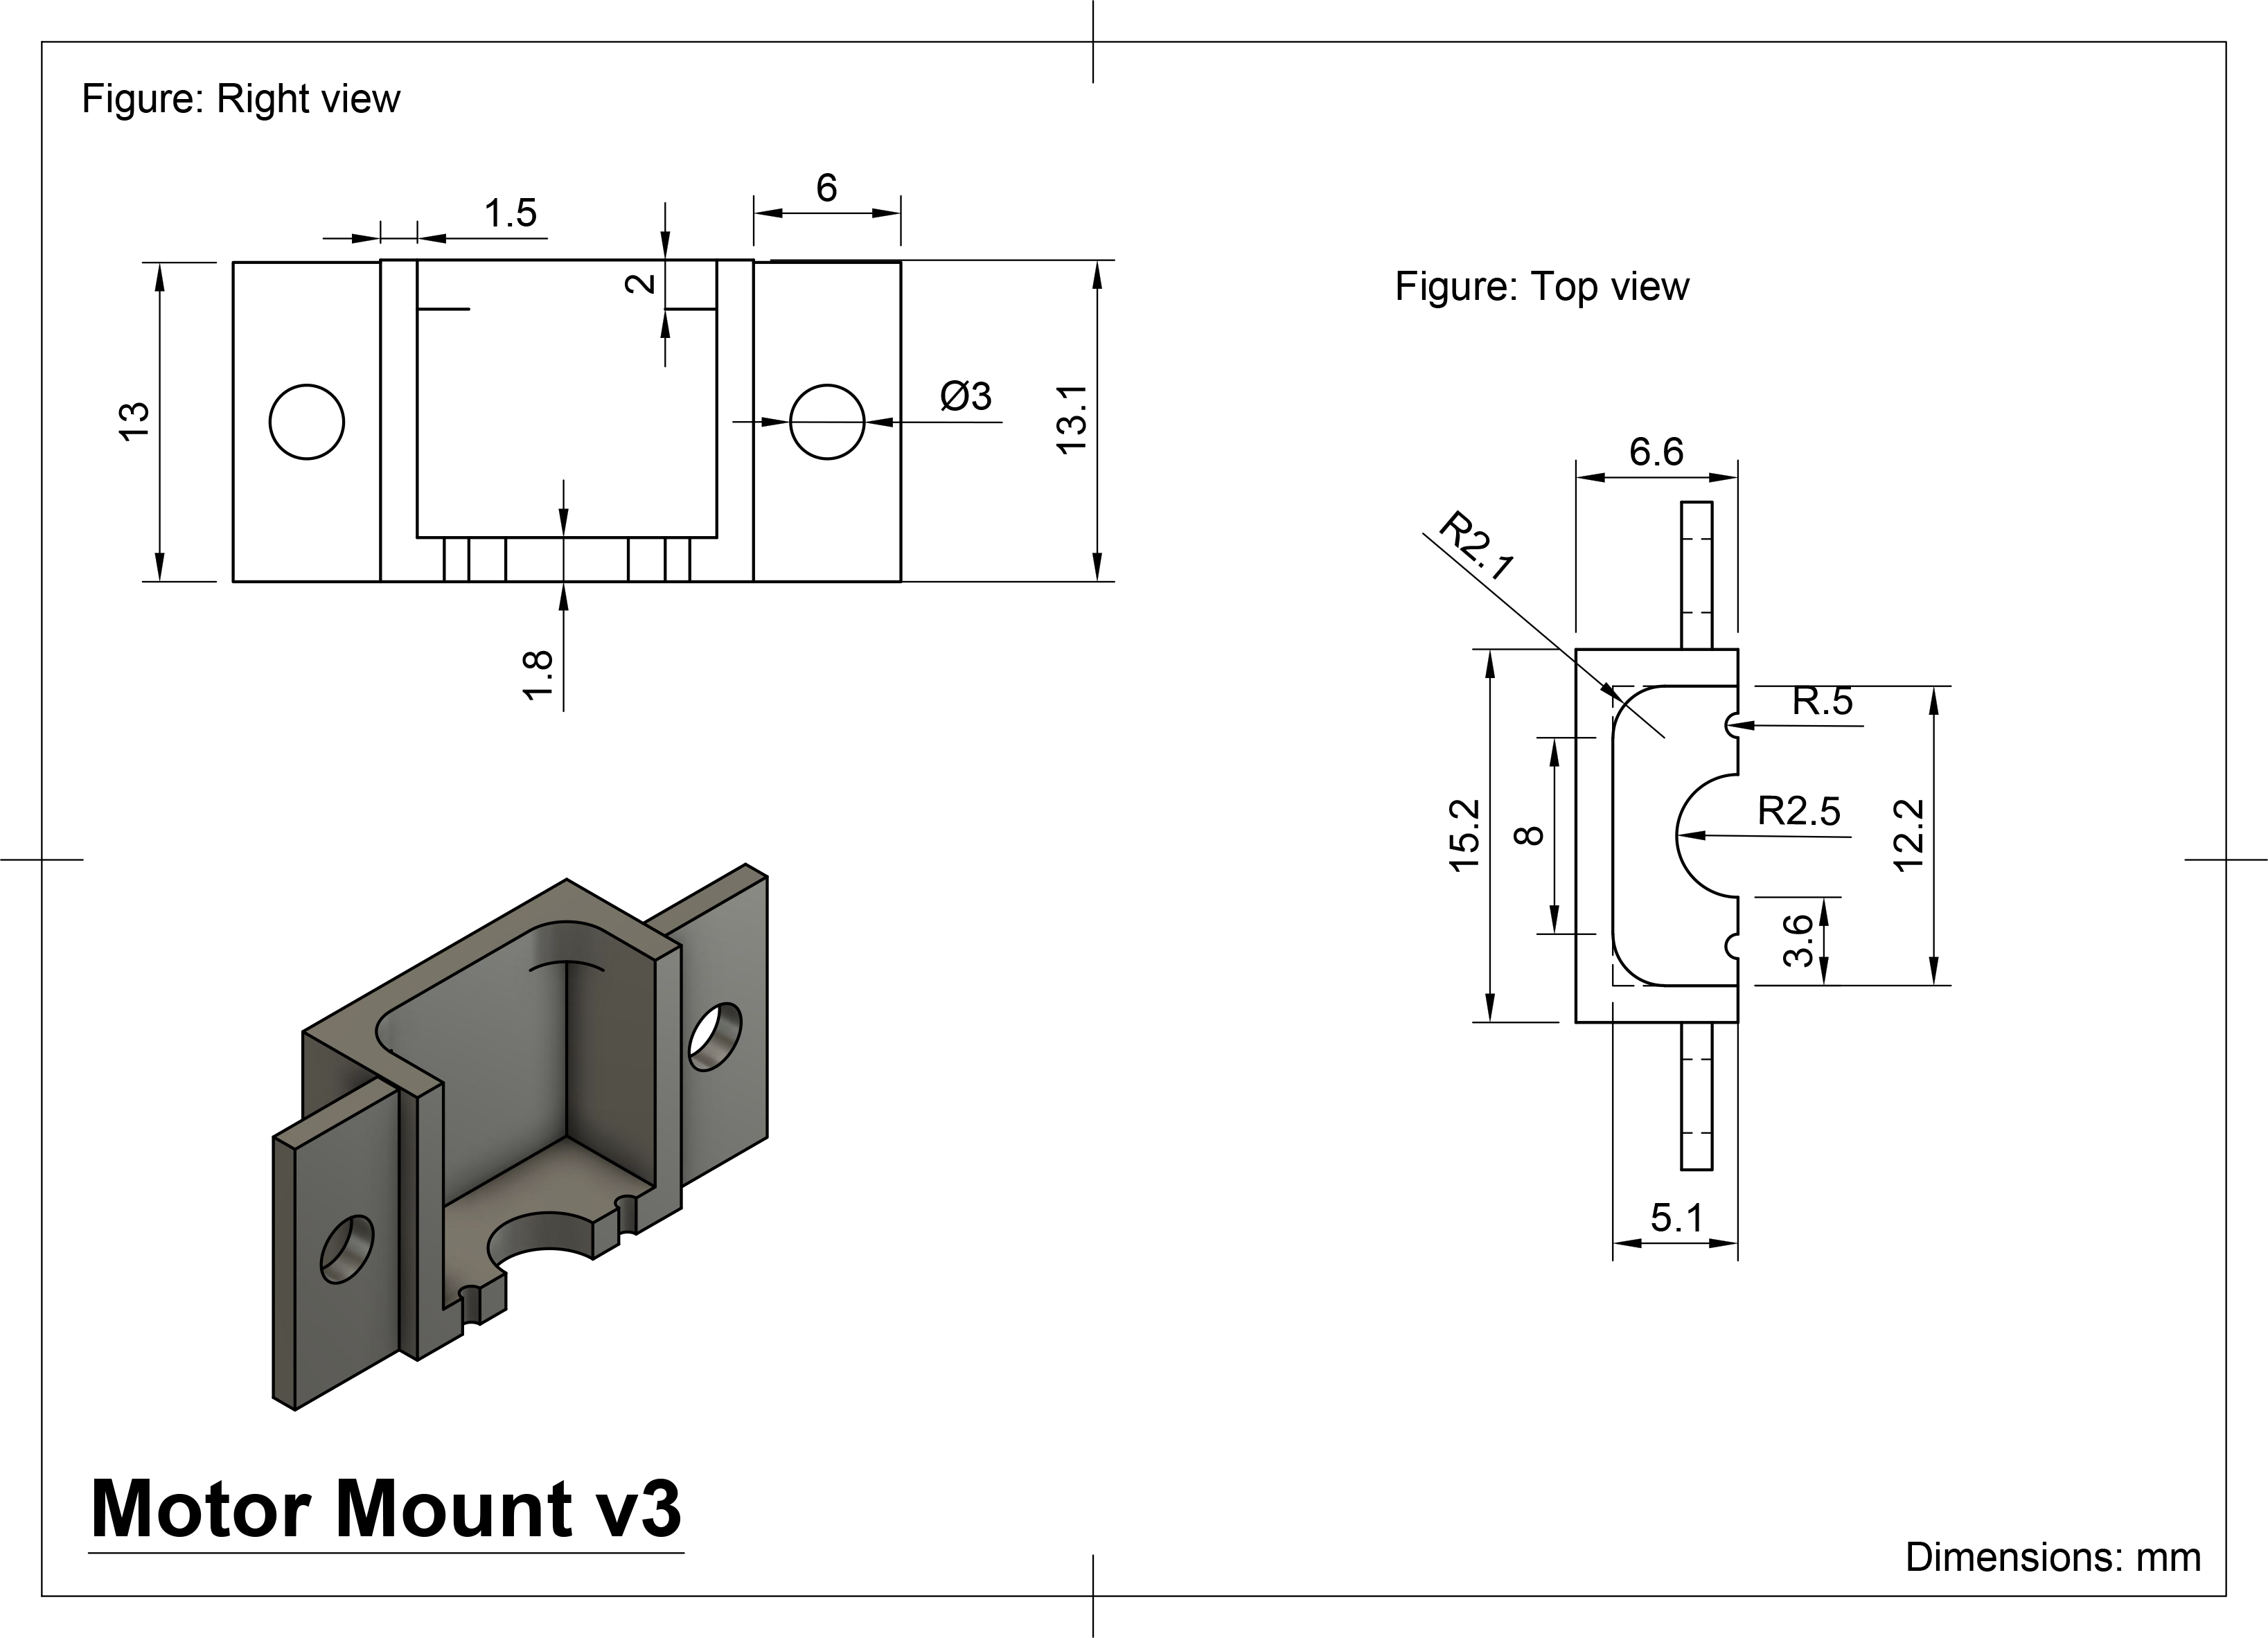 Figure: Right view
6
1.5
2
Ø3
13
13.1
1.8
Figure: Top view
6.6
R2.1
R.5
R2.5
15.2
8
12.2
3.6
5.1
Motor Mount v3
Dimensions: mm